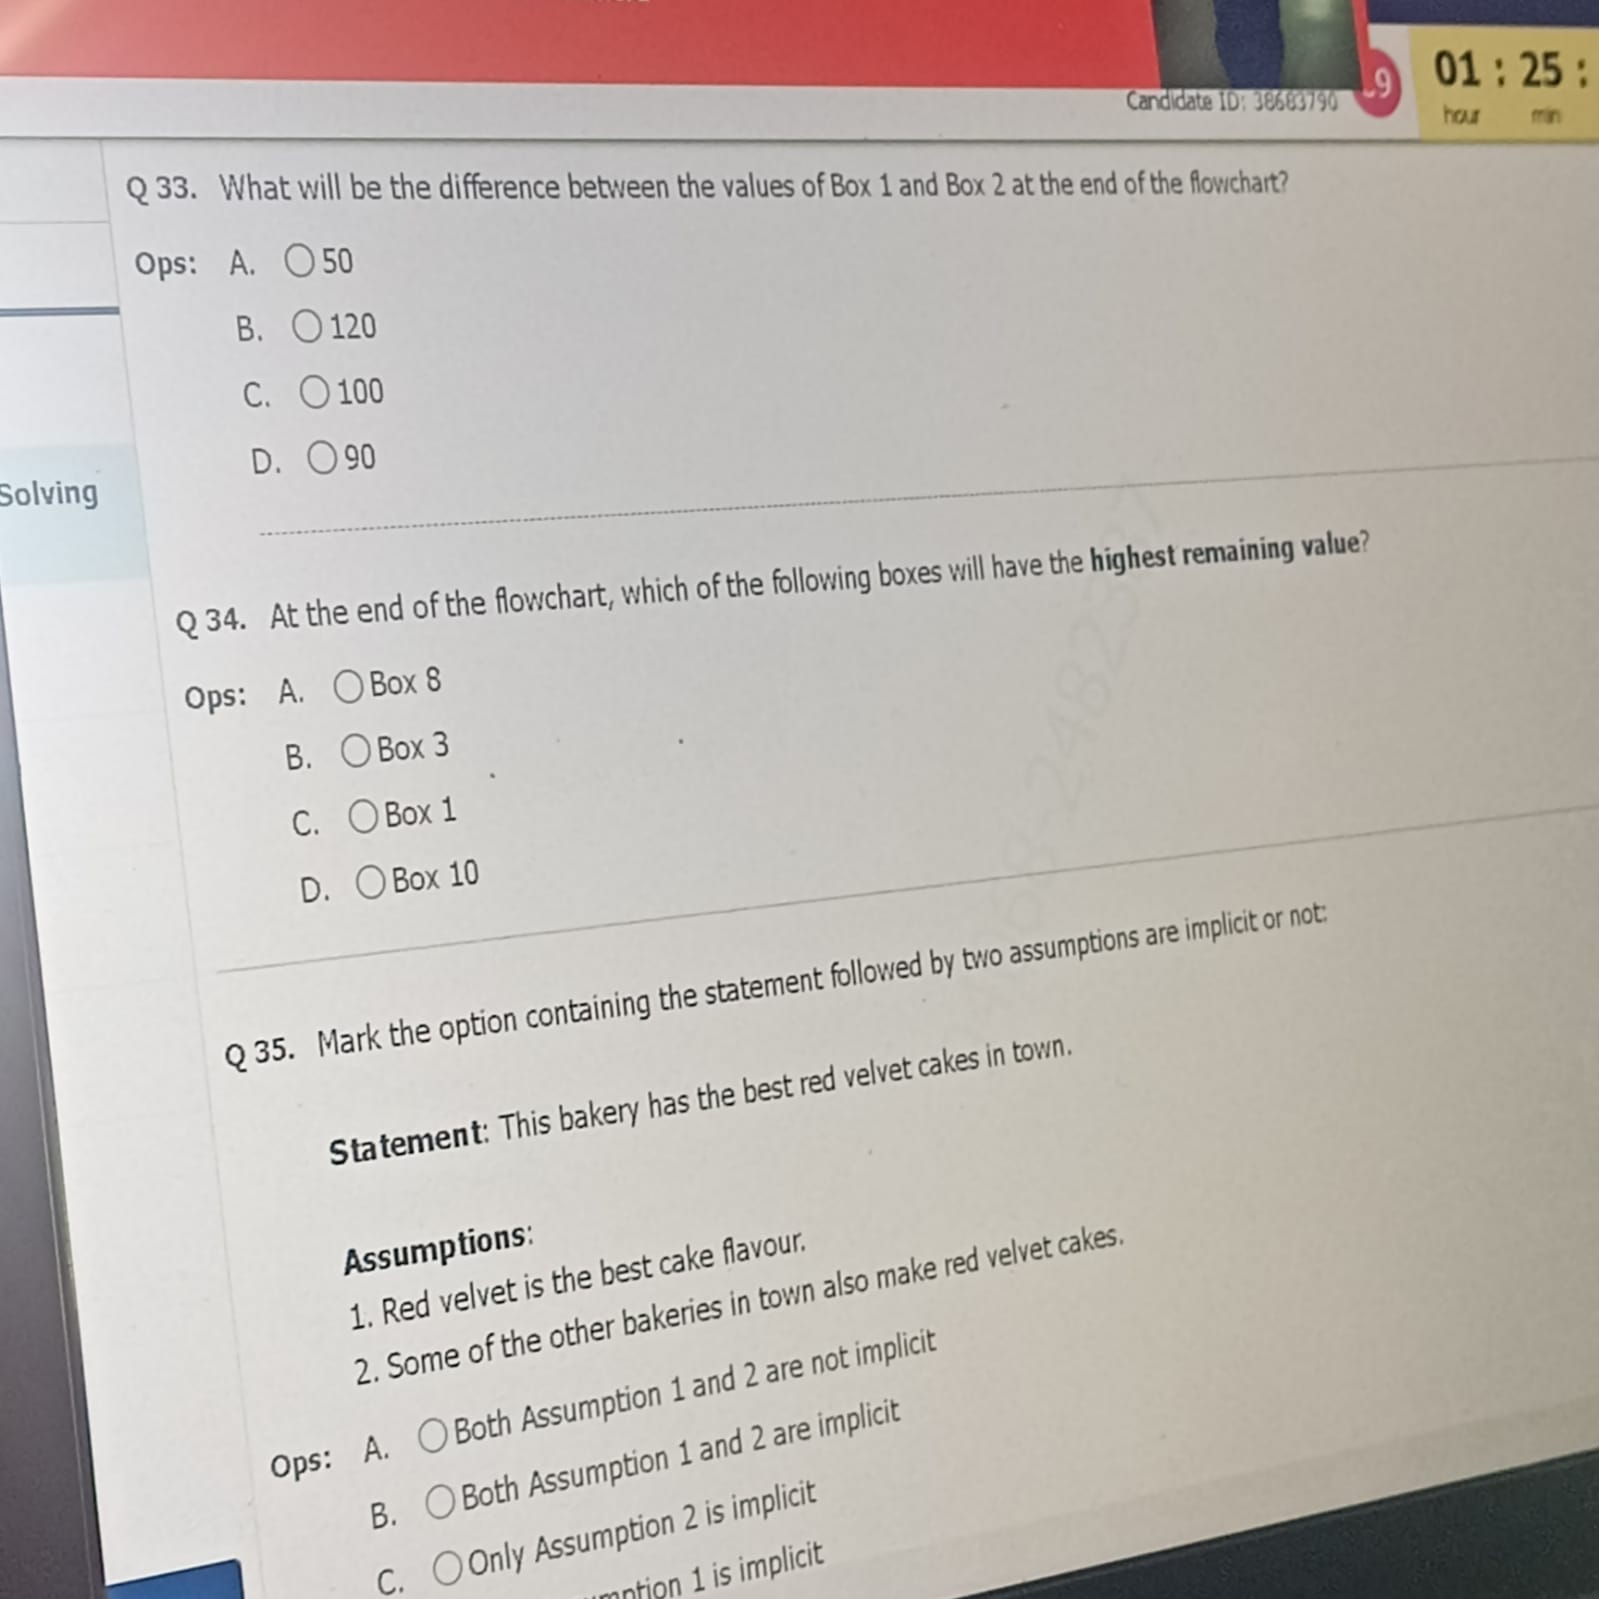 01 : 25 :
hour min
Candidate ID: 38683790
Q 33. What will be the difference between the values of Box 1 and Box 2 at the end of the flowchart?
Ops: A. 50
B. 120
C. 100
D. 90
Solving
Q 34. At the end of the flowchart, which of the following boxes will have the highest remaining value?
Ops: A. Box 8
B. Box 3
C. Box 1
D. Box 10
Q 35. Mark the option containing the statement followed by two assumptions are implicit or not:
Statement: This bakery has the best red velvet cakes in town.
Assumptions:
1. Red velvet is the best cake flavour.
2. Some of the other bakeries in town also make red velvet cakes.
Ops: A. Both Assumption 1 and 2 are not implicit
B. Both Assumption 1 and 2 are implicit
C. Only Assumption 2 is implicit
1 is implicit